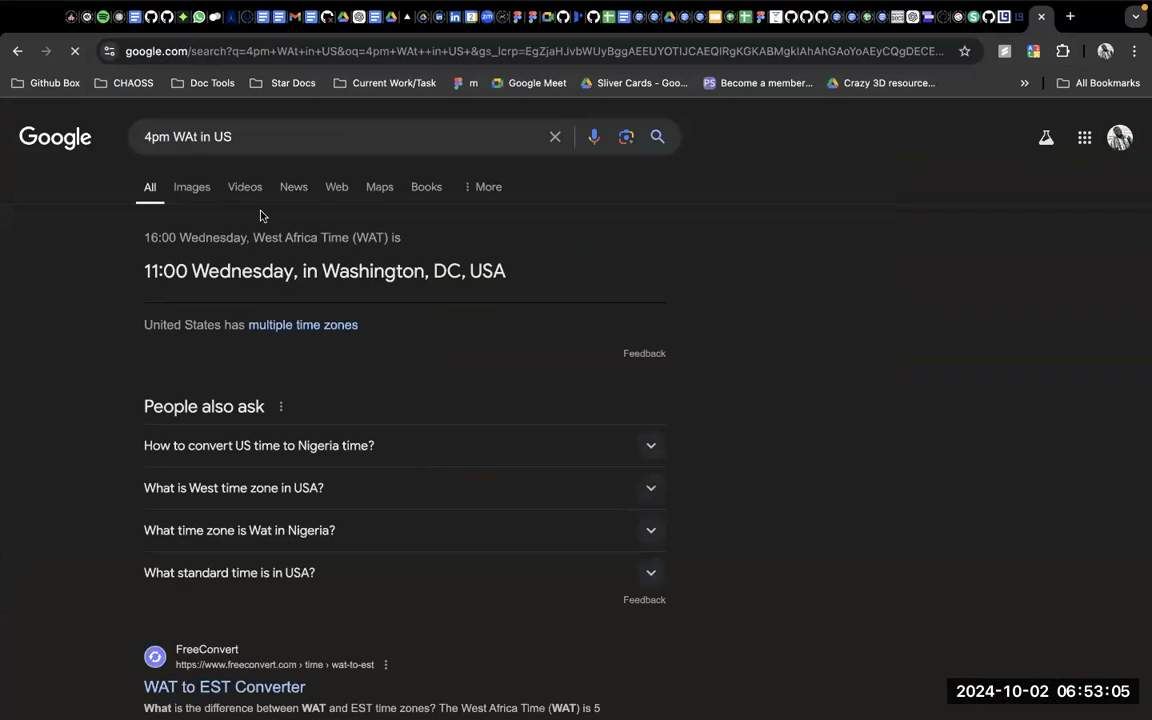 google.com/search?q=4pm+WAt+in+US&oq=4pm+WAt++in+US+&gs_lcrp=EgZjaHJvbWUyBggAEEUYOTIJCAEQIRgKGKABMgkIAhAhGAoYoAEyCQgDECE...
Github Box CHAOSS Doc Tools Star Docs Current Work/Task m Google Meet Sliver Cards - Goo... Become a member... Crazy 3D resource... » All Bookmarks
Google
4pm WAt in US
All Images Videos News Web Maps Books More
16:00 Wednesday, West Africa Time (WAT) is
11:00 Wednesday, in Washington, DC, USA
United States has multiple time zones
Feedback
People also ask
How to convert US time to Nigeria time?
What is West time zone in USA?
What time zone is Wat in Nigeria?
What standard time is in USA?
Feedback
FreeConvert
https://www.freeconvert.com › time › wat-to-est
WAT to EST Converter
What is the difference between WAT and EST time zones? The West Africa Time (WAT) is 5
2024-10-02 06:53:05